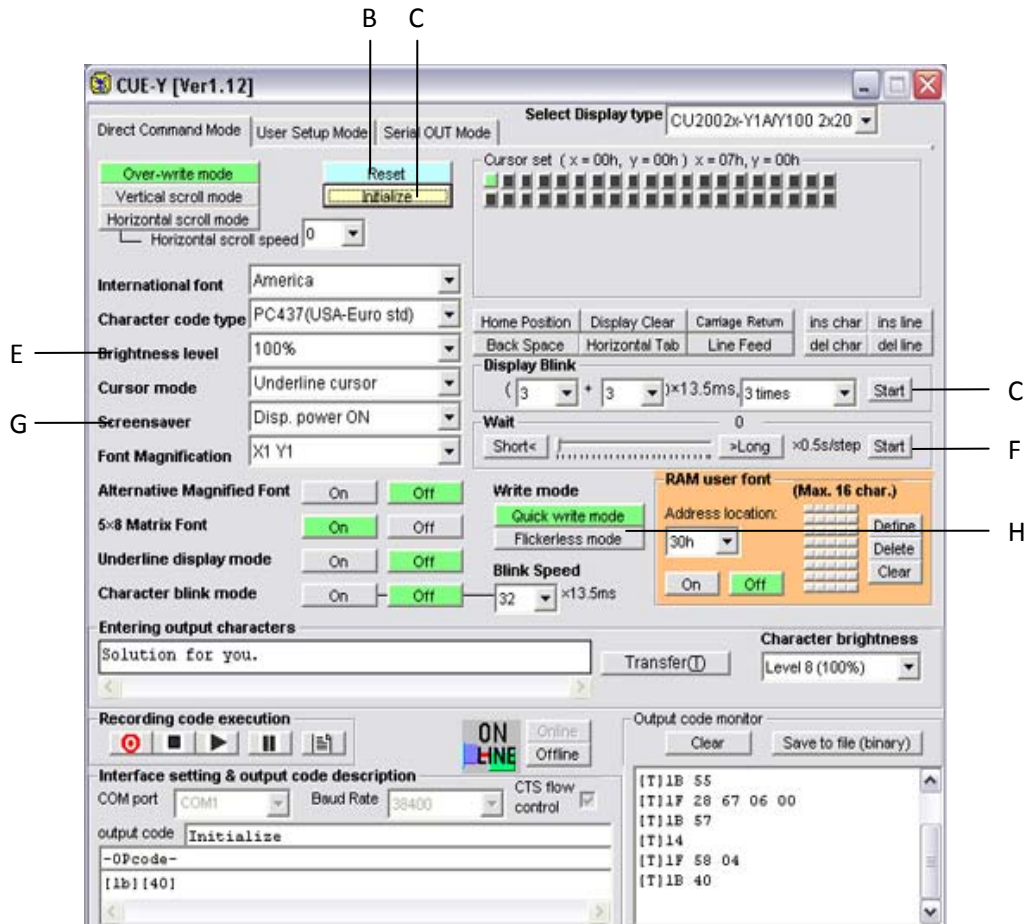 B C
CUE-Y [Ver1.12]
Direct Command Mode User Setup Mode Serial OUT Mode
Select Display type CU2002x-Y1A/Y100 2x20
Over-write mode
Vertical scroll mode
Horizontal scroll mode
Horizontal scroll speed 0
Reset
Initialize
Cursor set ( x = 00h, y = 00h ) x = 07h, y = 00h
International font America
Character code type PC437(USA-Euro std)
E Brightness level 100%
Cursor mode Underline cursor
G Screensaver Disp. power ON
Font Magnification X1 Y1
Home Position Display Clear Carriage Return ins char ins line
Back Space Horizontal Tab Line Feed del char del line
Display Blink
( 3 + 3 )×13.5ms, 3 times Start C
Wait 0
Short< >Long ×0.5s/step Start F
Alternative Magnified Font On Off
5×8 Matrix Font On Off
Underline display mode On Off
Character blink mode On Off
Write mode
Quick write mode
Flickerless mode H
Blink Speed
32 ×13.5ms
RAM user font (Max. 16 char.)
Address location:
30h
On Off
Define
Delete
Clear
Entering output characters
Solution for you.
Transfer(T)
Character brightness
Level 8 (100%)
Recording code execution
ON LINE
Online
Offline
Interface setting & output code description
COM port COM1 Baud Rate 38400 CTS flow control
output code Initialize
-OPcode-
[1b][40]
Output code monitor
Clear Save to file (binary)
[T]1B 55
[T]1F 28 67 06 00
[T]1B 57
[T]14
[T]1F 58 04
[T]1B 40